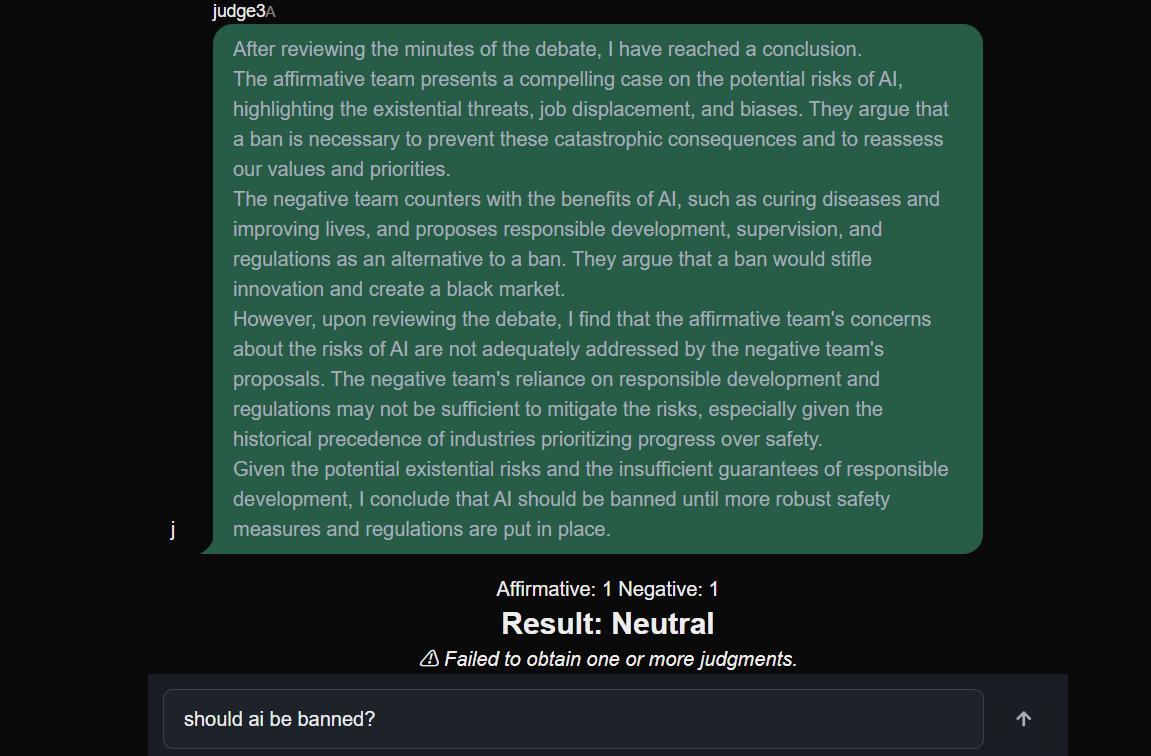 judge3A
After reviewing the minutes of the debate, I have reached a conclusion.
The affirmative team presents a compelling case on the potential risks of AI,
highlighting the existential threats, job displacement, and biases. They argue that
a ban is necessary to prevent these catastrophic consequences and to reassess
our values and priorities.
The negative team counters with the benefits of AI, such as curing diseases and
improving lives, and proposes responsible development, supervision, and
regulations as an alternative to a ban. They argue that a ban would stifle
innovation and create a black market.
However, upon reviewing the debate, I find that the affirmative team's concerns
about the risks of AI are not adequately addressed by the negative team's
proposals. The negative team's reliance on responsible development and
regulations may not be sufficient to mitigate the risks, especially given the
historical precedence of industries prioritizing progress over safety.
Given the potential existential risks and the insufficient guarantees of responsible
development, I conclude that AI should be banned until more robust safety
measures and regulations are put in place.
j
Affirmative: 1 Negative: 1
Result: Neutral
⚠ Failed to obtain one or more judgments.
should ai be banned?